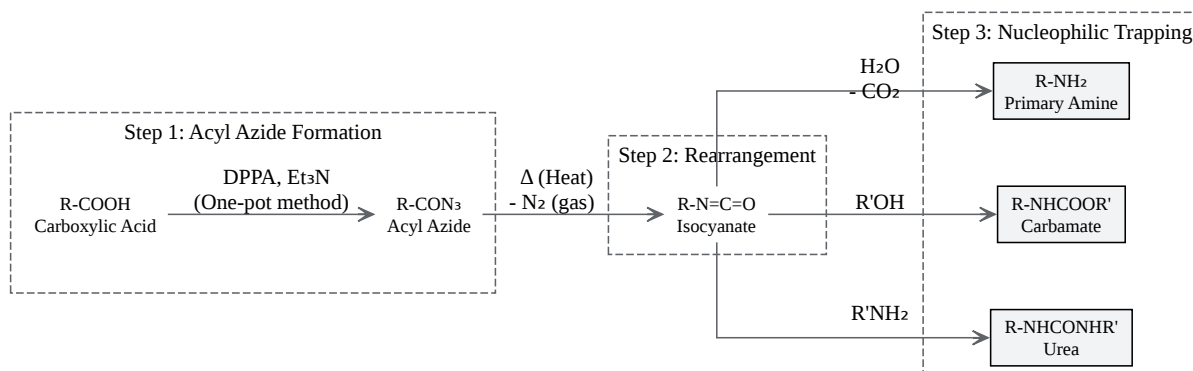 Step 1: Acyl Azide Formation
DPPA, Et₃N
(One-pot method)
R-COOH
Carboxylic Acid
R-CON₃
Acyl Azide
Δ (Heat)
- N₂ (gas)
Step 2: Rearrangement
R-N=C=O
Isocyanate
Step 3: Nucleophilic Trapping
H₂O
- CO₂
R-NH₂
Primary Amine
R'OH
R-NHCOOR'
Carbamate
R'NH₂
R-NHCONHR'
Urea